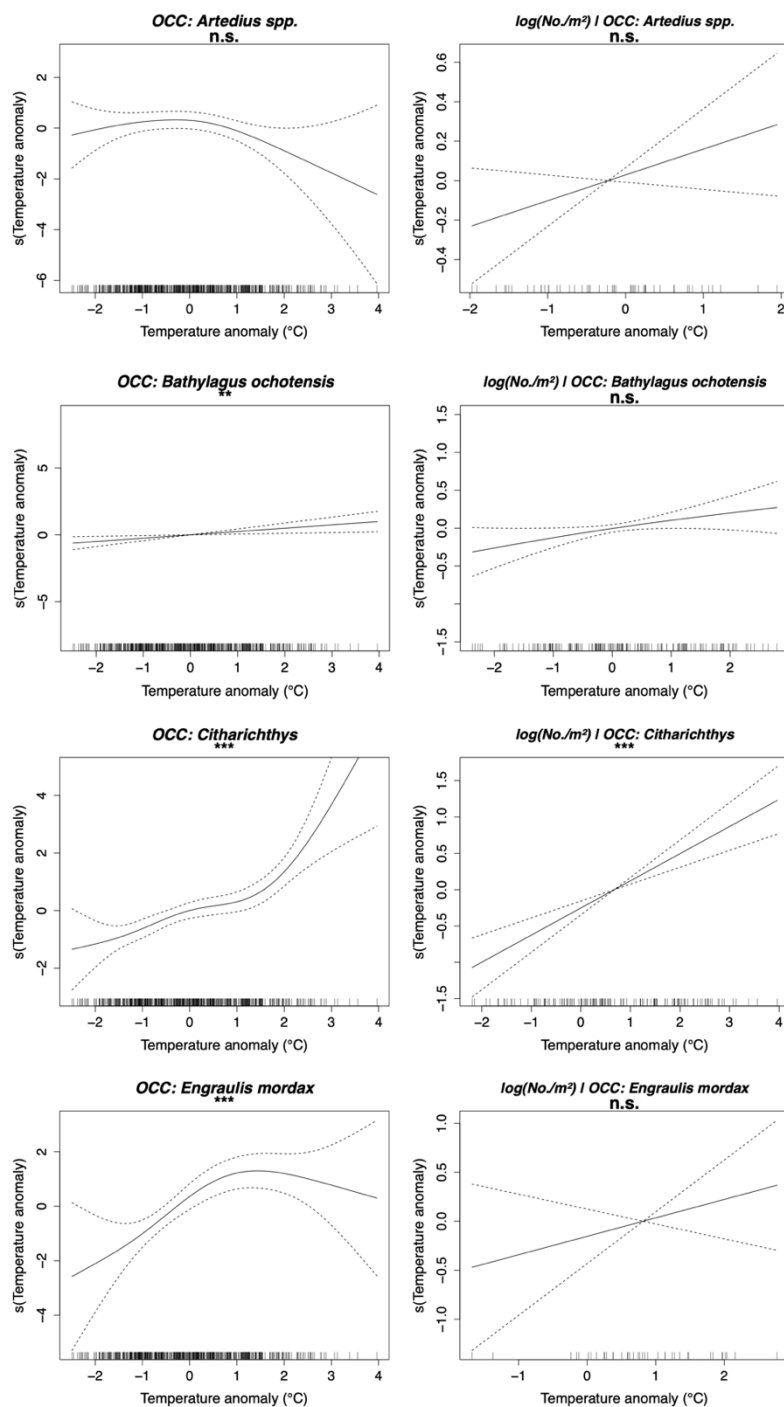 OCC: Artedius spp.
n.s.
s(Temperature anomaly)
2
0
−2
−4
−6
−2 −1 0 1 2 3 4
Temperature anomaly (°C)
log(No./m²) | OCC: Artedius spp.
n.s.
s(Temperature anomaly)
0.6
0.4
0.2
0.0
−0.2
−0.4
−2 −1 0 1 2
Temperature anomaly (°C)
OCC: Bathylagus ochotensis
**
s(Temperature anomaly)
5
0
−5
−2 −1 0 1 2 3 4
Temperature anomaly (°C)
log(No./m²) | OCC: Bathylagus ochotensis
n.s.
s(Temperature anomaly)
1.5
1.0
0.5
0.0
−0.5
−1.5
−2 −1 0 1 2
Temperature anomaly (°C)
OCC: Citharichthys
***
s(Temperature anomaly)
4
2
0
−2
−2 −1 0 1 2 3 4
Temperature anomaly (°C)
log(No./m²) | OCC: Citharichthys
***
s(Temperature anomaly)
1.5
1.0
0.5
0.0
−0.5
−1.5
−2 −1 0 1 2 3 4
Temperature anomaly (°C)
OCC: Engraulis mordax
***
s(Temperature anomaly)
2
0
−2
−4
−2 −1 0 1 2 3 4
Temperature anomaly (°C)
log(No./m²) | OCC: Engraulis mordax
n.s.
s(Temperature anomaly)
1.0
0.5
0.0
−0.5
−1.0
−1 0 1 2
Temperature anomaly (°C)